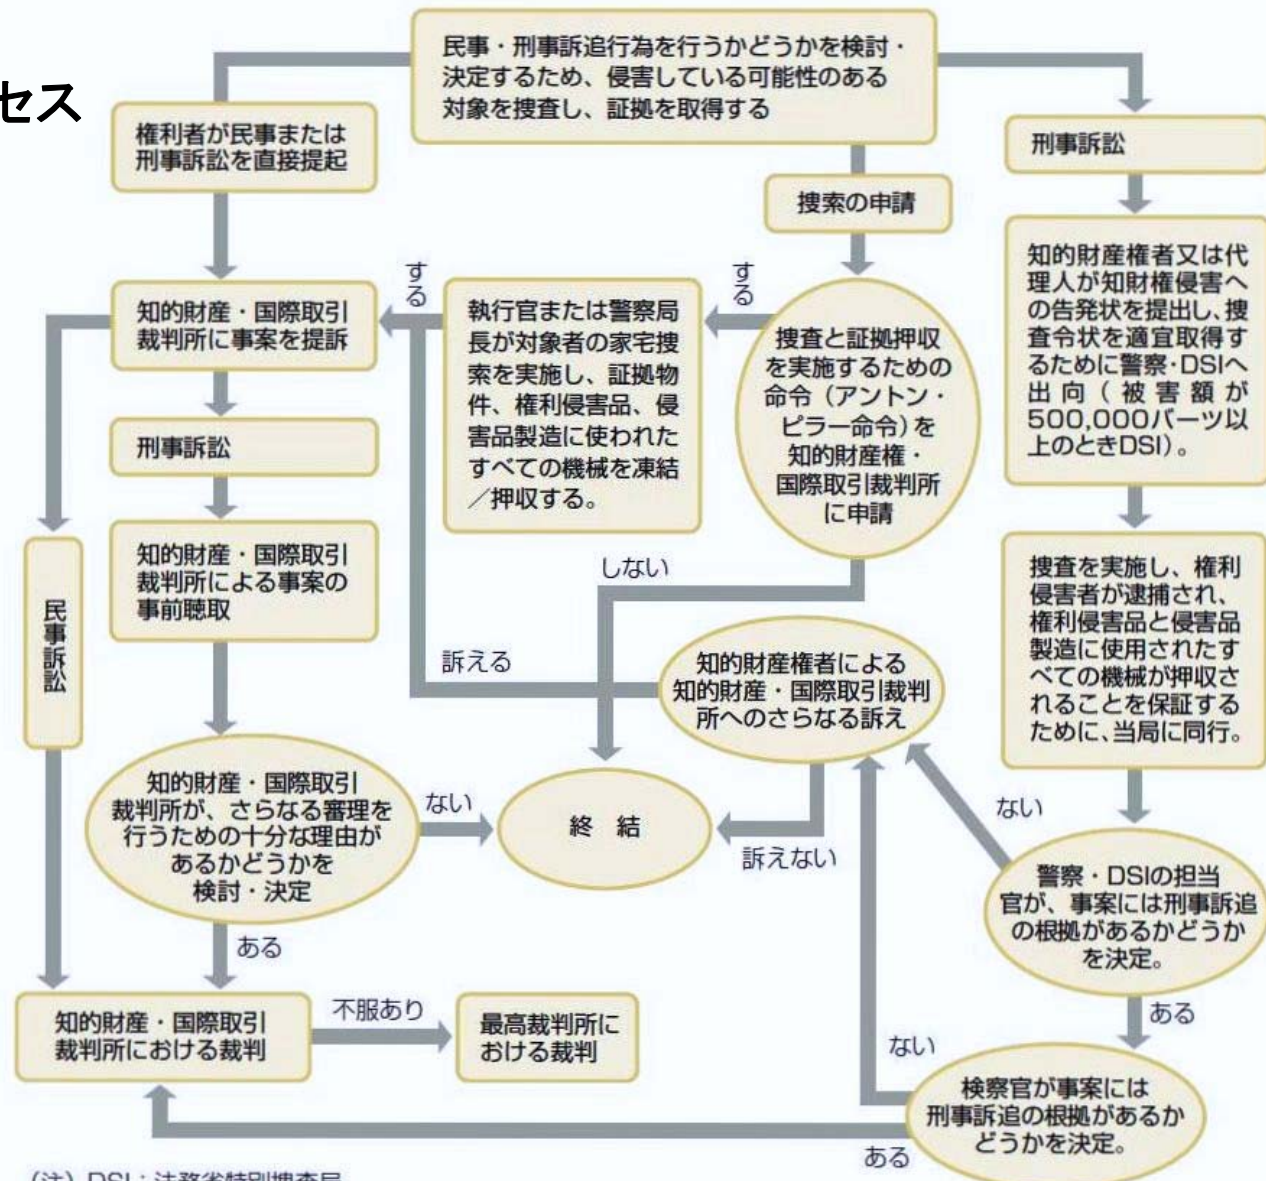 セス
民事・刑事訴追行為を行うかどうかを検討・
決定するため、侵害している可能性のある
対象を捜査し、証拠を取得する
権利者が民事または
刑事訴訟を直接提起
捜索の申請
刑事訴訟
知的財産権者又は代
理人が知財権侵害へ
の告発状を提出し、捜
査令状を適宜取得す
るために警察・DSIへ
出向(被害額が
500,000バーツ以
上のときDSI)。
する
する
知的財産・国際取引
裁判所に事案を提訴
執行官または警察局
長が対象者の家宅捜
索を実施し、証拠物
件、権利侵害品、侵
害品製造に使われた
すべての機械を凍結
/押収する。
捜査と証拠押収
を実施するための
命令(アントン・
ピラー命令)を
知的財産権・
国際取引裁判所
に申請
刑事訴訟
知的財産・国際取引
裁判所による事案の
事前聴取
民事訴訟
しない
訴える
知的財産権者による
知的財産・国際取引裁判
所へのさらなる訴え
捜査を実施し、権利
侵害者が逮捕され、
権利侵害品と侵害品
製造に使用されたす
べての機械が押収さ
れることを保証する
ために、当局に同行。
知的財産・国際取引
裁判所が、さらなる審理を
行うための十分な理由が
あるかどうかを
検討・決定
ない
終 結
訴えない
ない
警察・DSIの担当
官が、事案には刑事訴追
の根拠があるかどうか
を決定。
ある
ある
知的財産・国際取引
裁判所における裁判
不服あり
最高裁判所に
おける裁判
ない
検察官が事案には
刑事訴追の根拠があるか
どうかを決定。
ある
(注)DSI:法務省特別捜査局